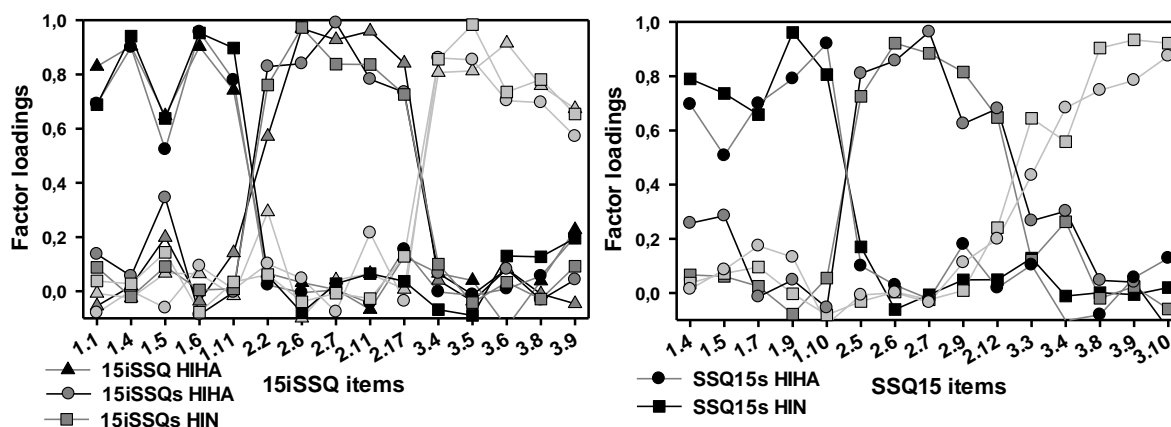 Factor loadings
1,0
0,8
0,6
0,4
0,2
0,0
1.1 1.4 1.5 1.6 1.11 2.2 2.6 2.7 2.11 2.17 3.4 3.5 3.6 3.8 3.9
15iSSQ items
15iSSQ HIHA
15iSSQs HIHA
15iSSQs HIN
Factor loadings
1,0
0,8
0,6
0,4
0,2
0,0
1.4 1.5 1.7 1.9 1.10 2.5 2.6 2.7 2.9 2.12 3.3 3.4 3.8 3.9 3.10
SSQ15 items
SSQ15s HIHA
SSQ15s HIN